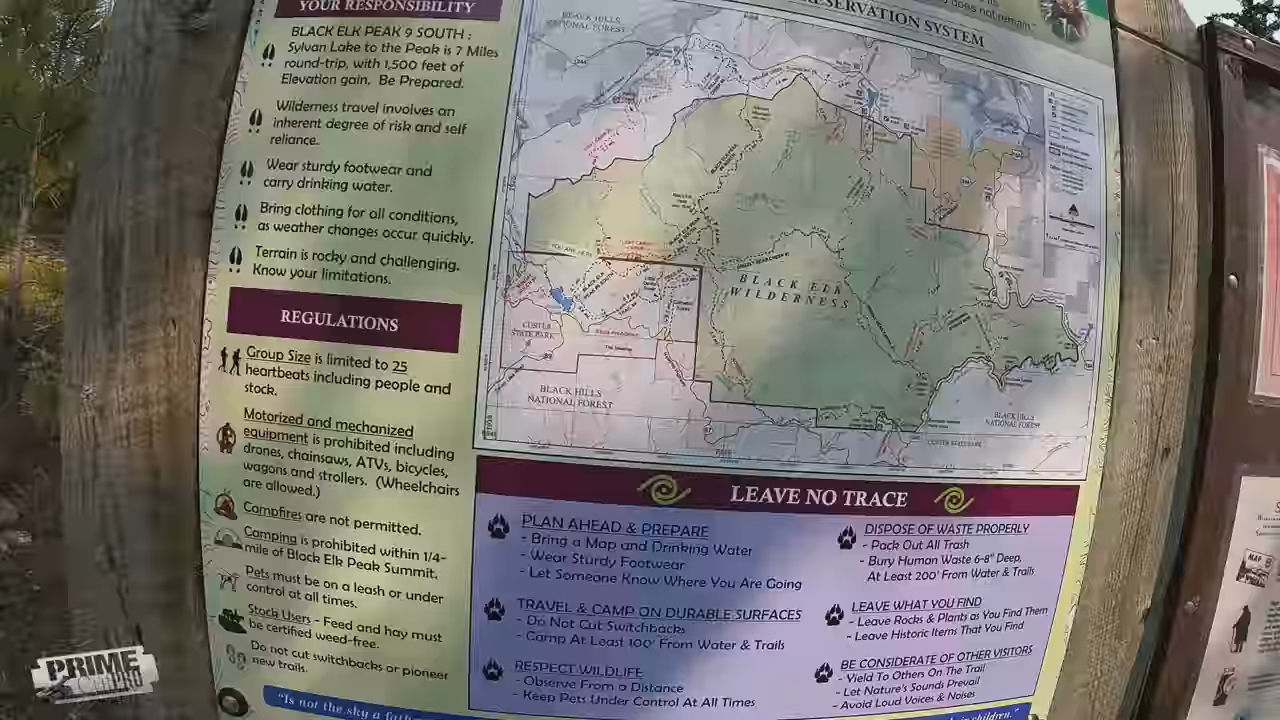 YOUR RESPONSIBILITY
BLACK ELK PEAK 9 SOUTH :
Sylvan Lake to the Peak is 7 Miles
round-trip, with 1,500 feet of
Elevation gain. Be Prepared.
Wilderness travel involves an
inherent degree of risk and self
reliance.
Wear sturdy footwear and
carry drinking water.
Bring clothing for all conditions,
as weather changes occur quickly.
Terrain is rocky and challenging.
Know your limitations.
REGULATIONS
Group Size is limited to 25
heartbeats including people and
stock.
Motorized and mechanized
equipment is prohibited including
drones, chainsaws, ATVs, bicycles,
wagons and strollers. (Wheelchairs
are allowed.)
Campfires are not permitted.
Camping is prohibited within 1/4-
mile of Black Elk Peak Summit.
Pets must be on a leash or under
control at all times.
Stock Users - Feed and hay must
be certified weed-free.
Do not cut switchbacks or pioneer
new trails.
"Is not the sky a
does not remain."
SYSTEM
BLACK HILLS
NATIONAL FOREST
YOU ARE HERE
BLACK ELK
WILDERNESS
CUSTER
STATE PARK
BLACK HILLS
NATIONAL FOREST
BLACK HILLS
NATIONAL FOREST
CUSTER STATE PARK
LEAVE NO TRACE
PLAN AHEAD & PREPARE
- Bring a Map and Drinking Water
- Wear Sturdy Footwear
- Let Someone Know Where You Are Going
TRAVEL & CAMP ON DURABLE SURFACES
- Do Not Cut Switchbacks
- Camp At Least 100' From Water & Trails
RESPECT WILDLIFE
- Observe From a Distance
- Keep Pets Under Control At All Times
DISPOSE OF WASTE PROPERLY
- Pack Out All Trash
- Bury Human Waste 6-8" Deep,
At Least 200' From Water & Trails
LEAVE WHAT YOU FIND
- Leave Rocks & Plants as You Find Them
- Leave Historic Items That You Find
BE CONSIDERATE OF OTHER VISITORS
- Yield To Others On The Trail
- Let Nature's Sounds Prevail
- Avoid Loud Voices & Noises
children."
MAP
PRIME